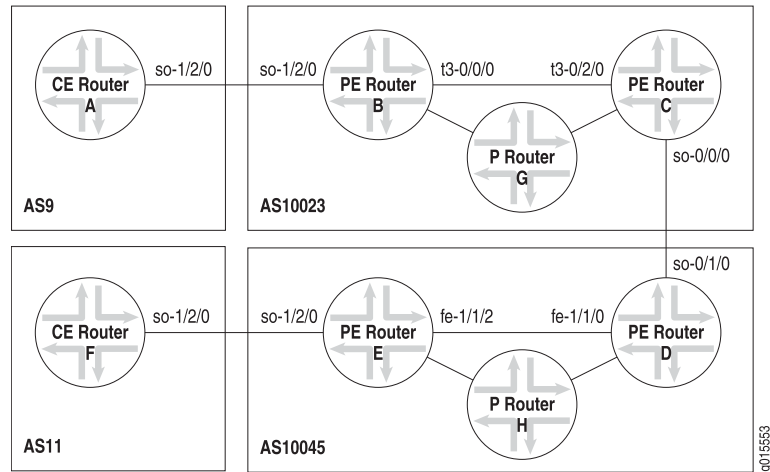 so-1/2/0
so-1/2/0
t3-0/0/0
t3-0/2/0
CE Router
A
PE Router
B
PE Router
C
P Router
G
so-0/0/0
AS9
AS10023
so-0/1/0
so-1/2/0
so-1/2/0
fe-1/1/2
fe-1/1/0
CE Router
F
PE Router
E
PE Router
D
P Router
H
AS11
AS10045
g015553